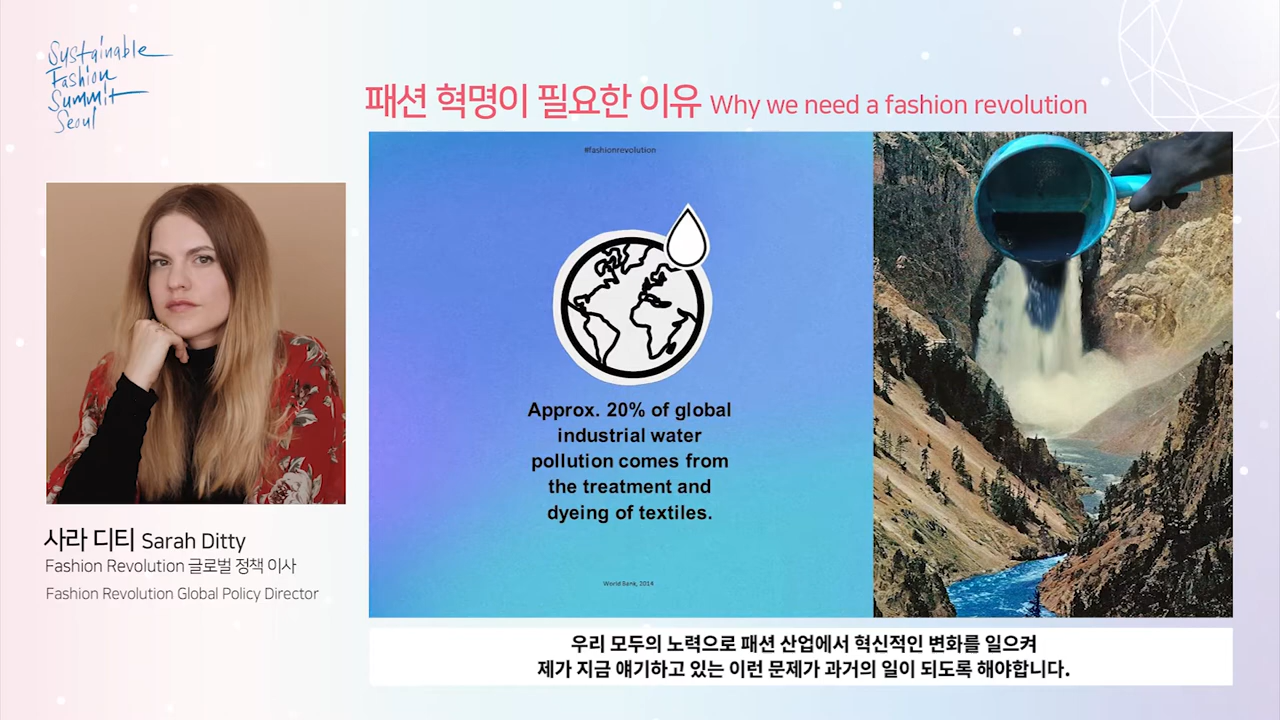 Sustainable
Fashion
Summit
Seoul
패션 혁명이 필요한 이유 Why we need a fashion revolution
#fashionrevolution
Approx. 20% of global
industrial water
pollution comes from
the treatment and
dyeing of textiles.
World Bank, 2014
사라 디티 Sarah Ditty
Fashion Revolution 글로벌 정책 이사
Fashion Revolution Global Policy Director
우리 모두의 노력으로 패션 산업에서 혁신적인 변화를 일으켜
제가 지금 얘기하고 있는 이런 문제가 과거의 일이 되도록 해야합니다.